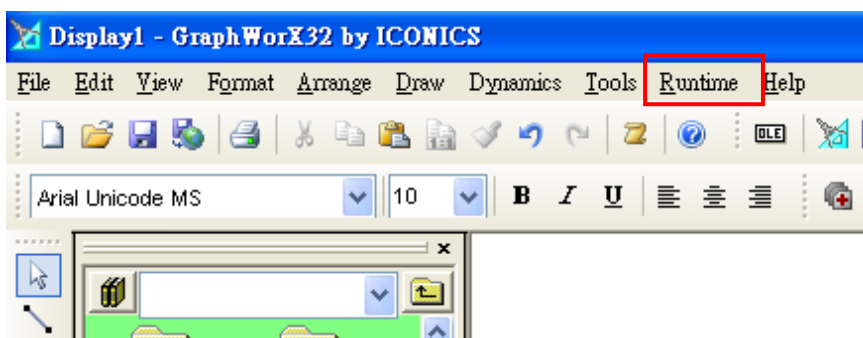 Display1 - GraphWorX32 by ICONICS
File Edit View Format Arrange Draw Dynamics Tools Runtime Help
OLE
Arial Unicode MS 10 B I U
x